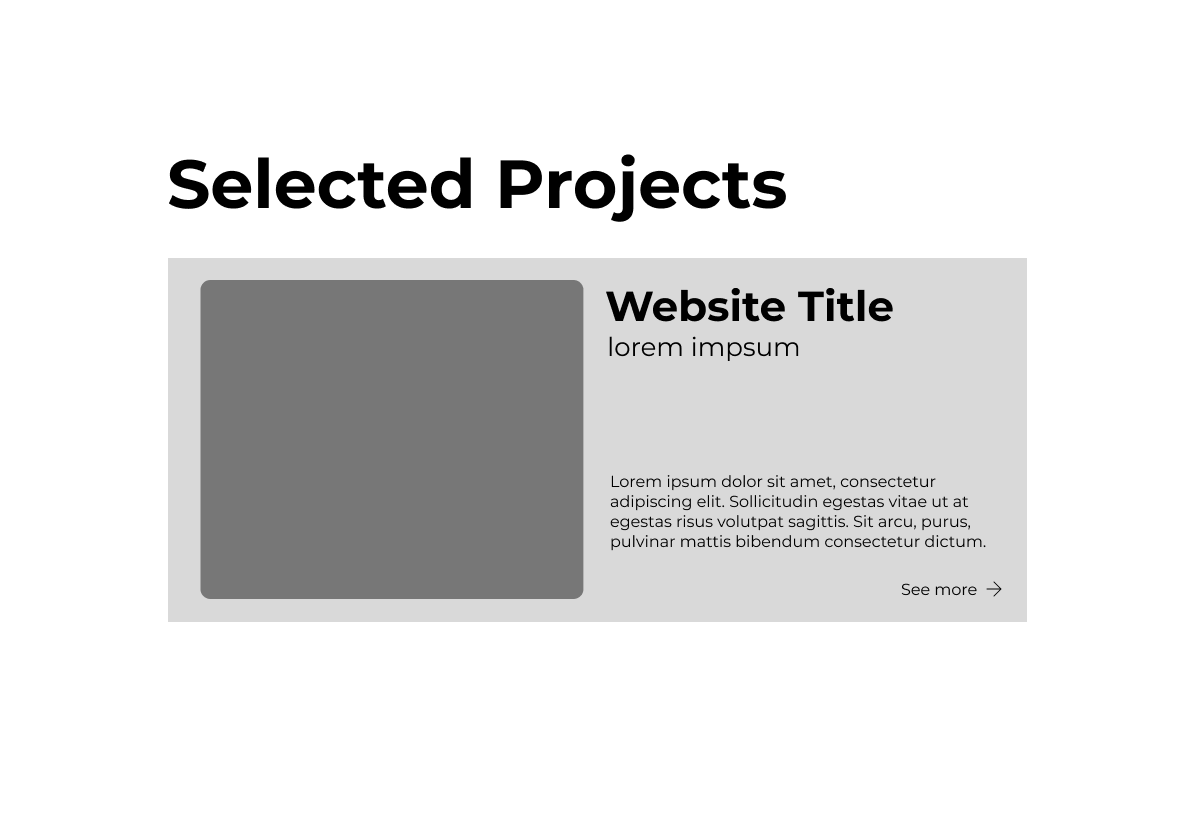 Selected Projects
Website Title
lorem impsum
Lorem ipsum dolor sit amet, consectetur
adipiscing elit. Sollicitudin egestas vitae ut at
egestas risus volutpat sagittis. Sit arcu, purus,
pulvinar mattis bibendum consectetur dictum.
See more →